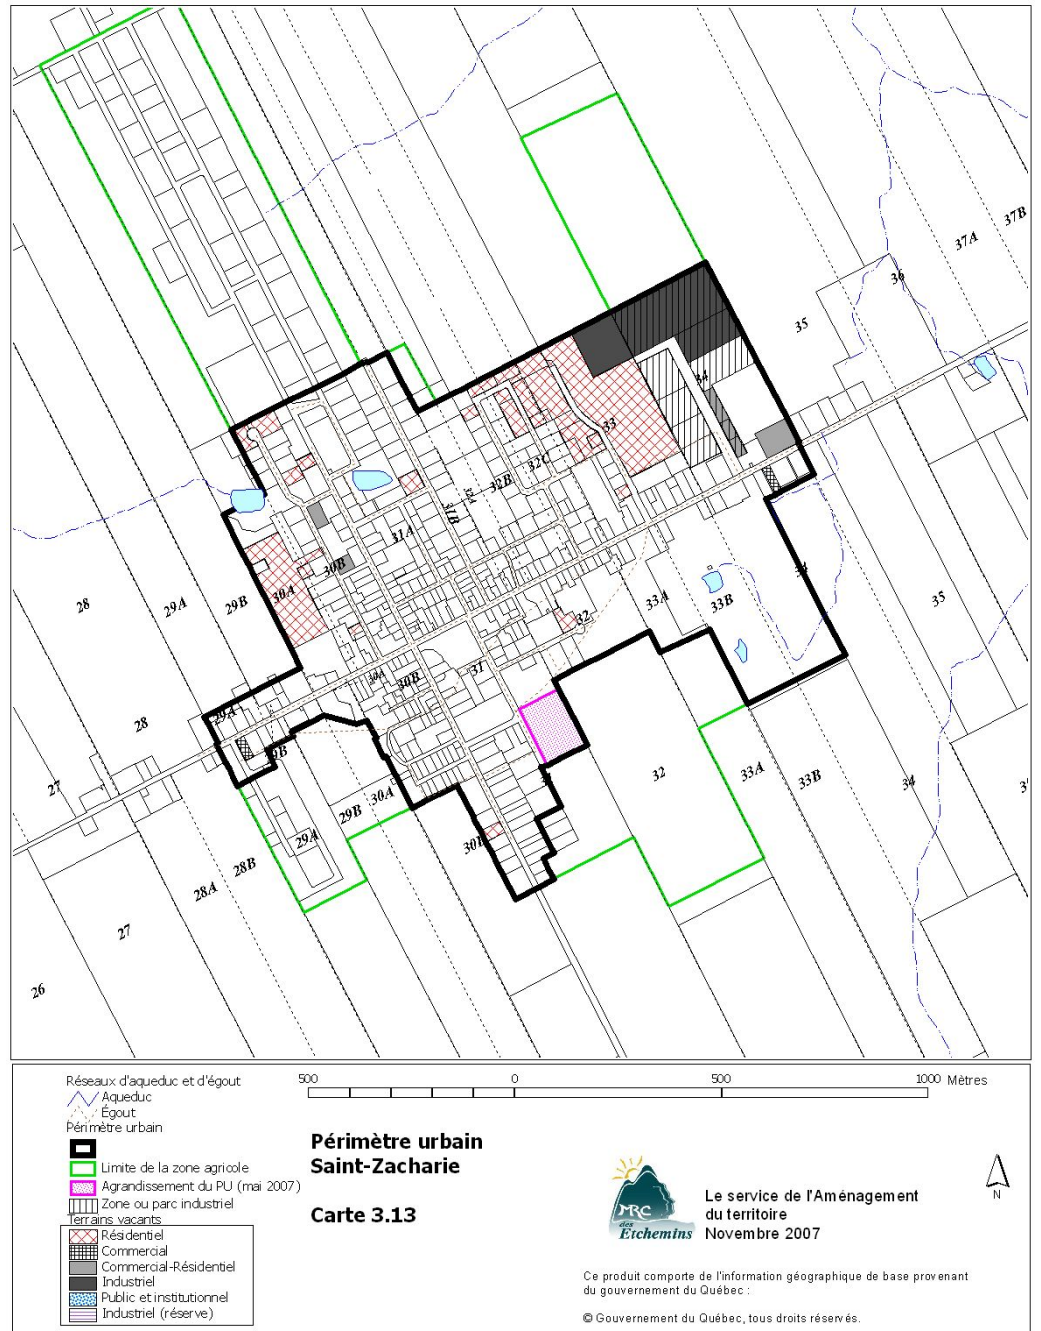 37B
37A
36
35
34
33
32C
32B
32A
31B
31A
30B
30A
29B
29A
28
34
35
33B
33A
32
31
30B
30A
29A
28
29B
27
32
33A
33B
34
30A
29B
29A
30B
28B
28A
27
26
Réseaux d'aqueduc et d'égout
Aqueduc
Égout
Périmètre urbain
Limite de la zone agricole
Agrandissement du PU (mai 2007)
Zone ou parc industriel
Terrains vacants
Résidentiel
Commercial
Commercial-Résidentiel
Industriel
Public et institutionnel
Industriel (réserve)
500 0 500 1000 Mètres
Périmètre urbain
Saint-Zacharie
Carte 3.13
MRC
des
Etchemins
Le service de l'Aménagement
du territoire
Novembre 2007
N
Ce produit comporte de l'information géographique de base provenant
du gouvernement du Québec :
© Gouvernement du Québec, tous droits réservés.